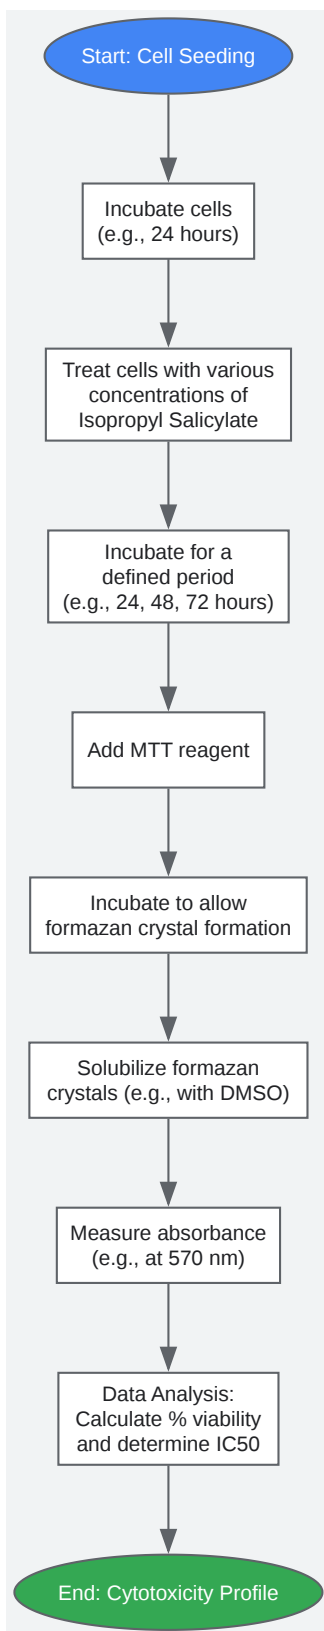 Start: Cell Seeding
Incubate cells
(e.g., 24 hours)
Treat cells with various
concentrations of
Isopropyl Salicylate
Incubate for a
defined period
(e.g., 24, 48, 72 hours)
Add MTT reagent
Incubate to allow
formazan crystal formation
Solubilize formazan
crystals (e.g., with DMSO)
Measure absorbance
(e.g., at 570 nm)
Data Analysis:
Calculate % viability
and determine IC50
End: Cytotoxicity Profile